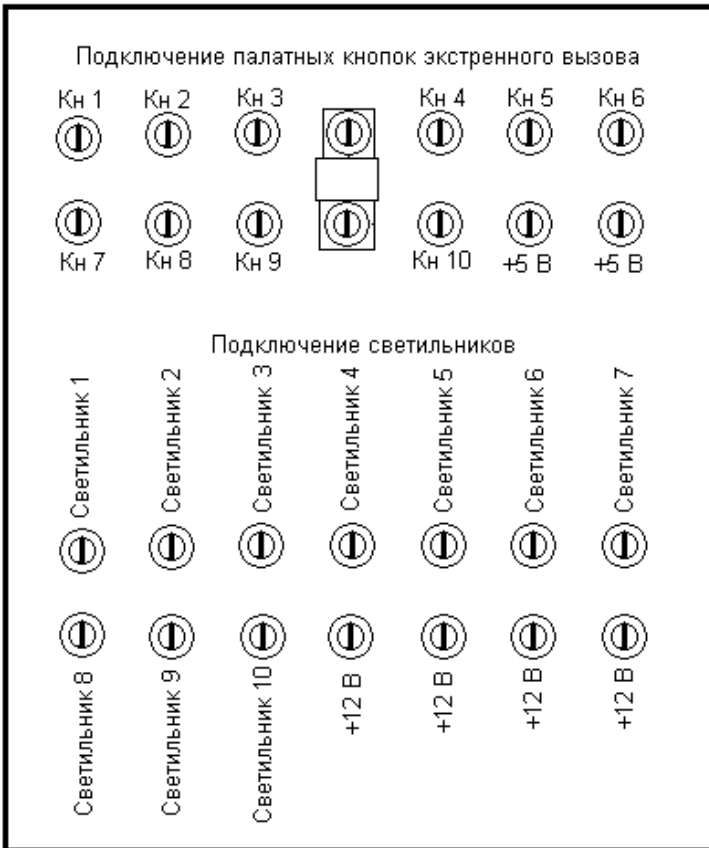 Подключение палатных кнопок экстренного вызова
Кн 1 Кн 2 Кн 3 Кн 4 Кн 5 Кн 6
Кн 7 Кн 8 Кн 9 Кн 10 +5 В +5 В
Подключение светильников
Светильник 1
Светильник 2
Светильник 3
Светильник 4
Светильник 5
Светильник 6
Светильник 7
Светильник 8
Светильник 9
Светильник 10
+12 В
+12 В
+12 В
+12 В